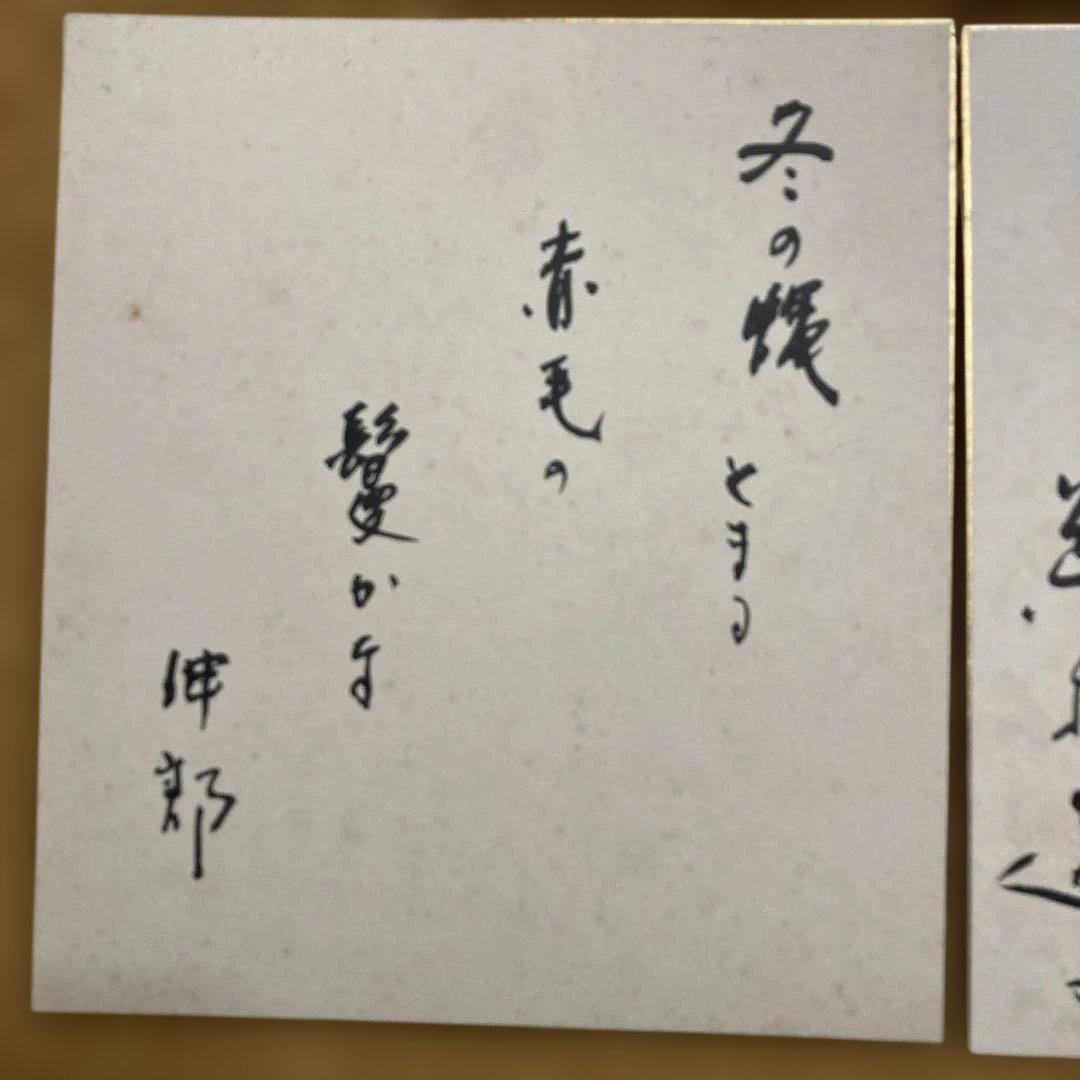 冬の蠅とまる
赤毛の
鬘かな
伸郎